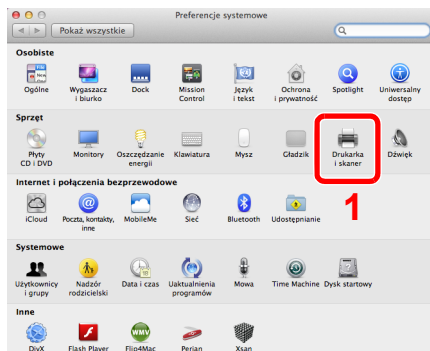 Preferencje systemowe
Pokaż wszystkie
Osobiste
Ogólne
Wygaszacz i biurko
Dock
Mission Control
Język i tekst
Ochrona i prywatność
Spotlight
Uniwersalny dostęp
Sprzęt
Płyty CD i DVD
Monitory
Oszczędzanie energii
Klawiatura
Mysz
Gładzik
Drukarka i skaner
Dźwięk
Internet i połączenia bezprzewodowe
iCloud
Poczta, kontakty, inne
MobileMe
Sieć
Bluetooth
Udostępnianie
1
Systemowe
Użytkownicy i grupy
Nadzór rodzicielski
Data i czas
Uaktualnienia programów
Mowa
Time Machine
Dysk startowy
Inne
DivX
Flash Player
WMV
Flip4Mac
Perian
Xsan